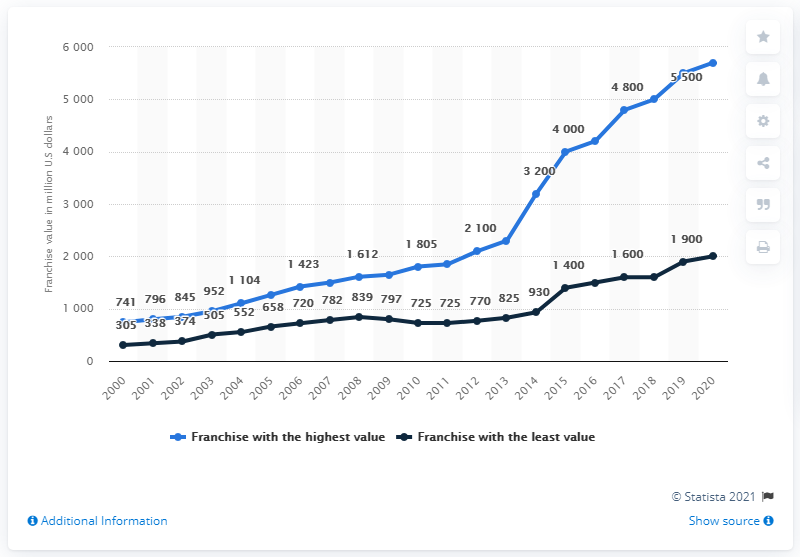 6 000
5 000
4 000
3 000
2 000
1 000
0
Franchise value in million U.S dollars
741 796 845 952 1 104 1 423 1 612 1 805 2 100 3 200 4 000 4 800 5 500
305 338 374 505 552 658 720 782 839 797 725 725 770 825 930 1 400 1 600 1 900
2000 2001 2002 2003 2004 2005 2006 2007 2008 2009 2010 2011 2012 2013 2014 2015 2016 2017 2018 2019 2020
Franchise with the highest value Franchise with the least value
© Statista 2021
Additional Information Show source